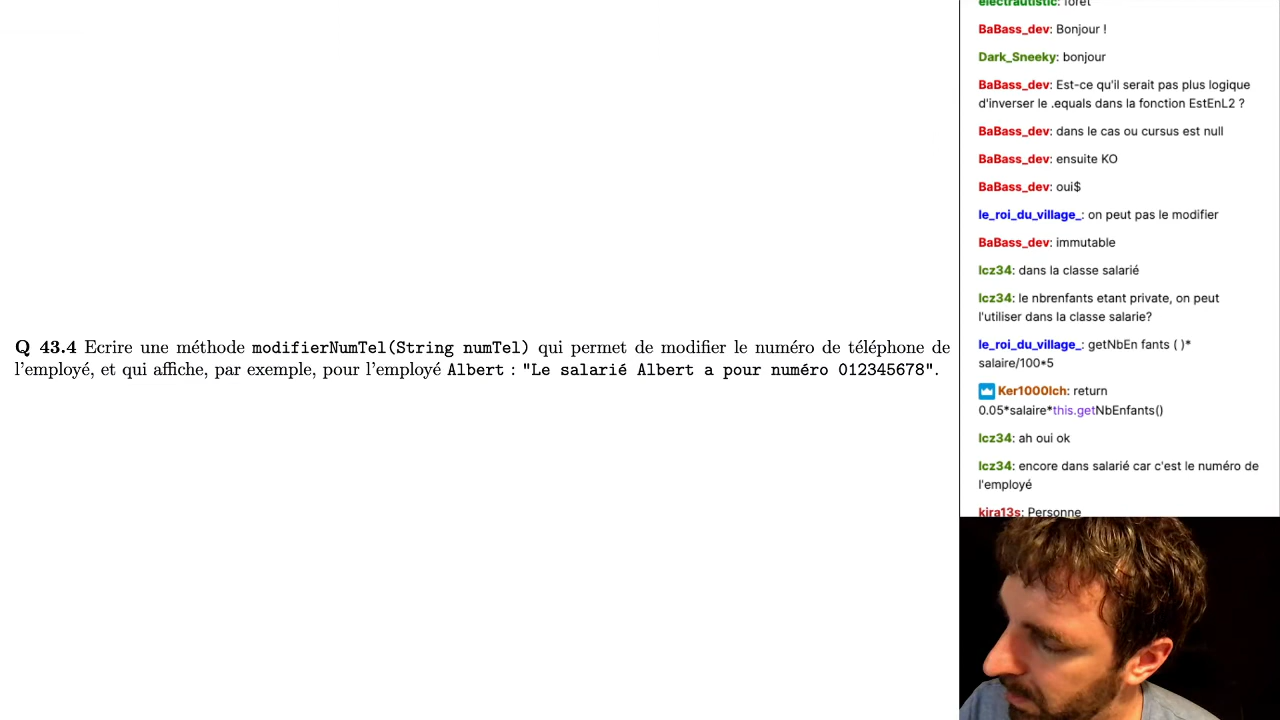 Q 43.4 Ecrire une méthode modifierNumTel(String numTel) qui permet de modifier le numéro de téléphone de
l'employé, et qui affiche, par exemple, pour l'employé Albert : "Le salarié Albert a pour numéro 012345678".
electrautistic: foret
BaBass_dev: Bonjour !
Dark_Sneeky: bonjour
BaBass_dev: Est-ce qu'il serait pas plus logique
d'inverser le .equals dans la fonction EstEnL2 ?
BaBass_dev: dans le cas ou cursus est null
BaBass_dev: ensuite KO
BaBass_dev: oui$
le_roi_du_village_: on peut pas le modifier
BaBass_dev: immutable
lcz34: dans la classe salarié
lcz34: le nbrenfants etant private, on peut
l'utiliser dans la classe salarie?
le_roi_du_village_: getNbEn fants ( )*
salaire/100*5
Ker1000lch: return
0.05*salaire*this.getNbEnfants()
lcz34: ah oui ok
lcz34: encore dans salarié car c'est le numéro de
l'employé
kira13s: Personne